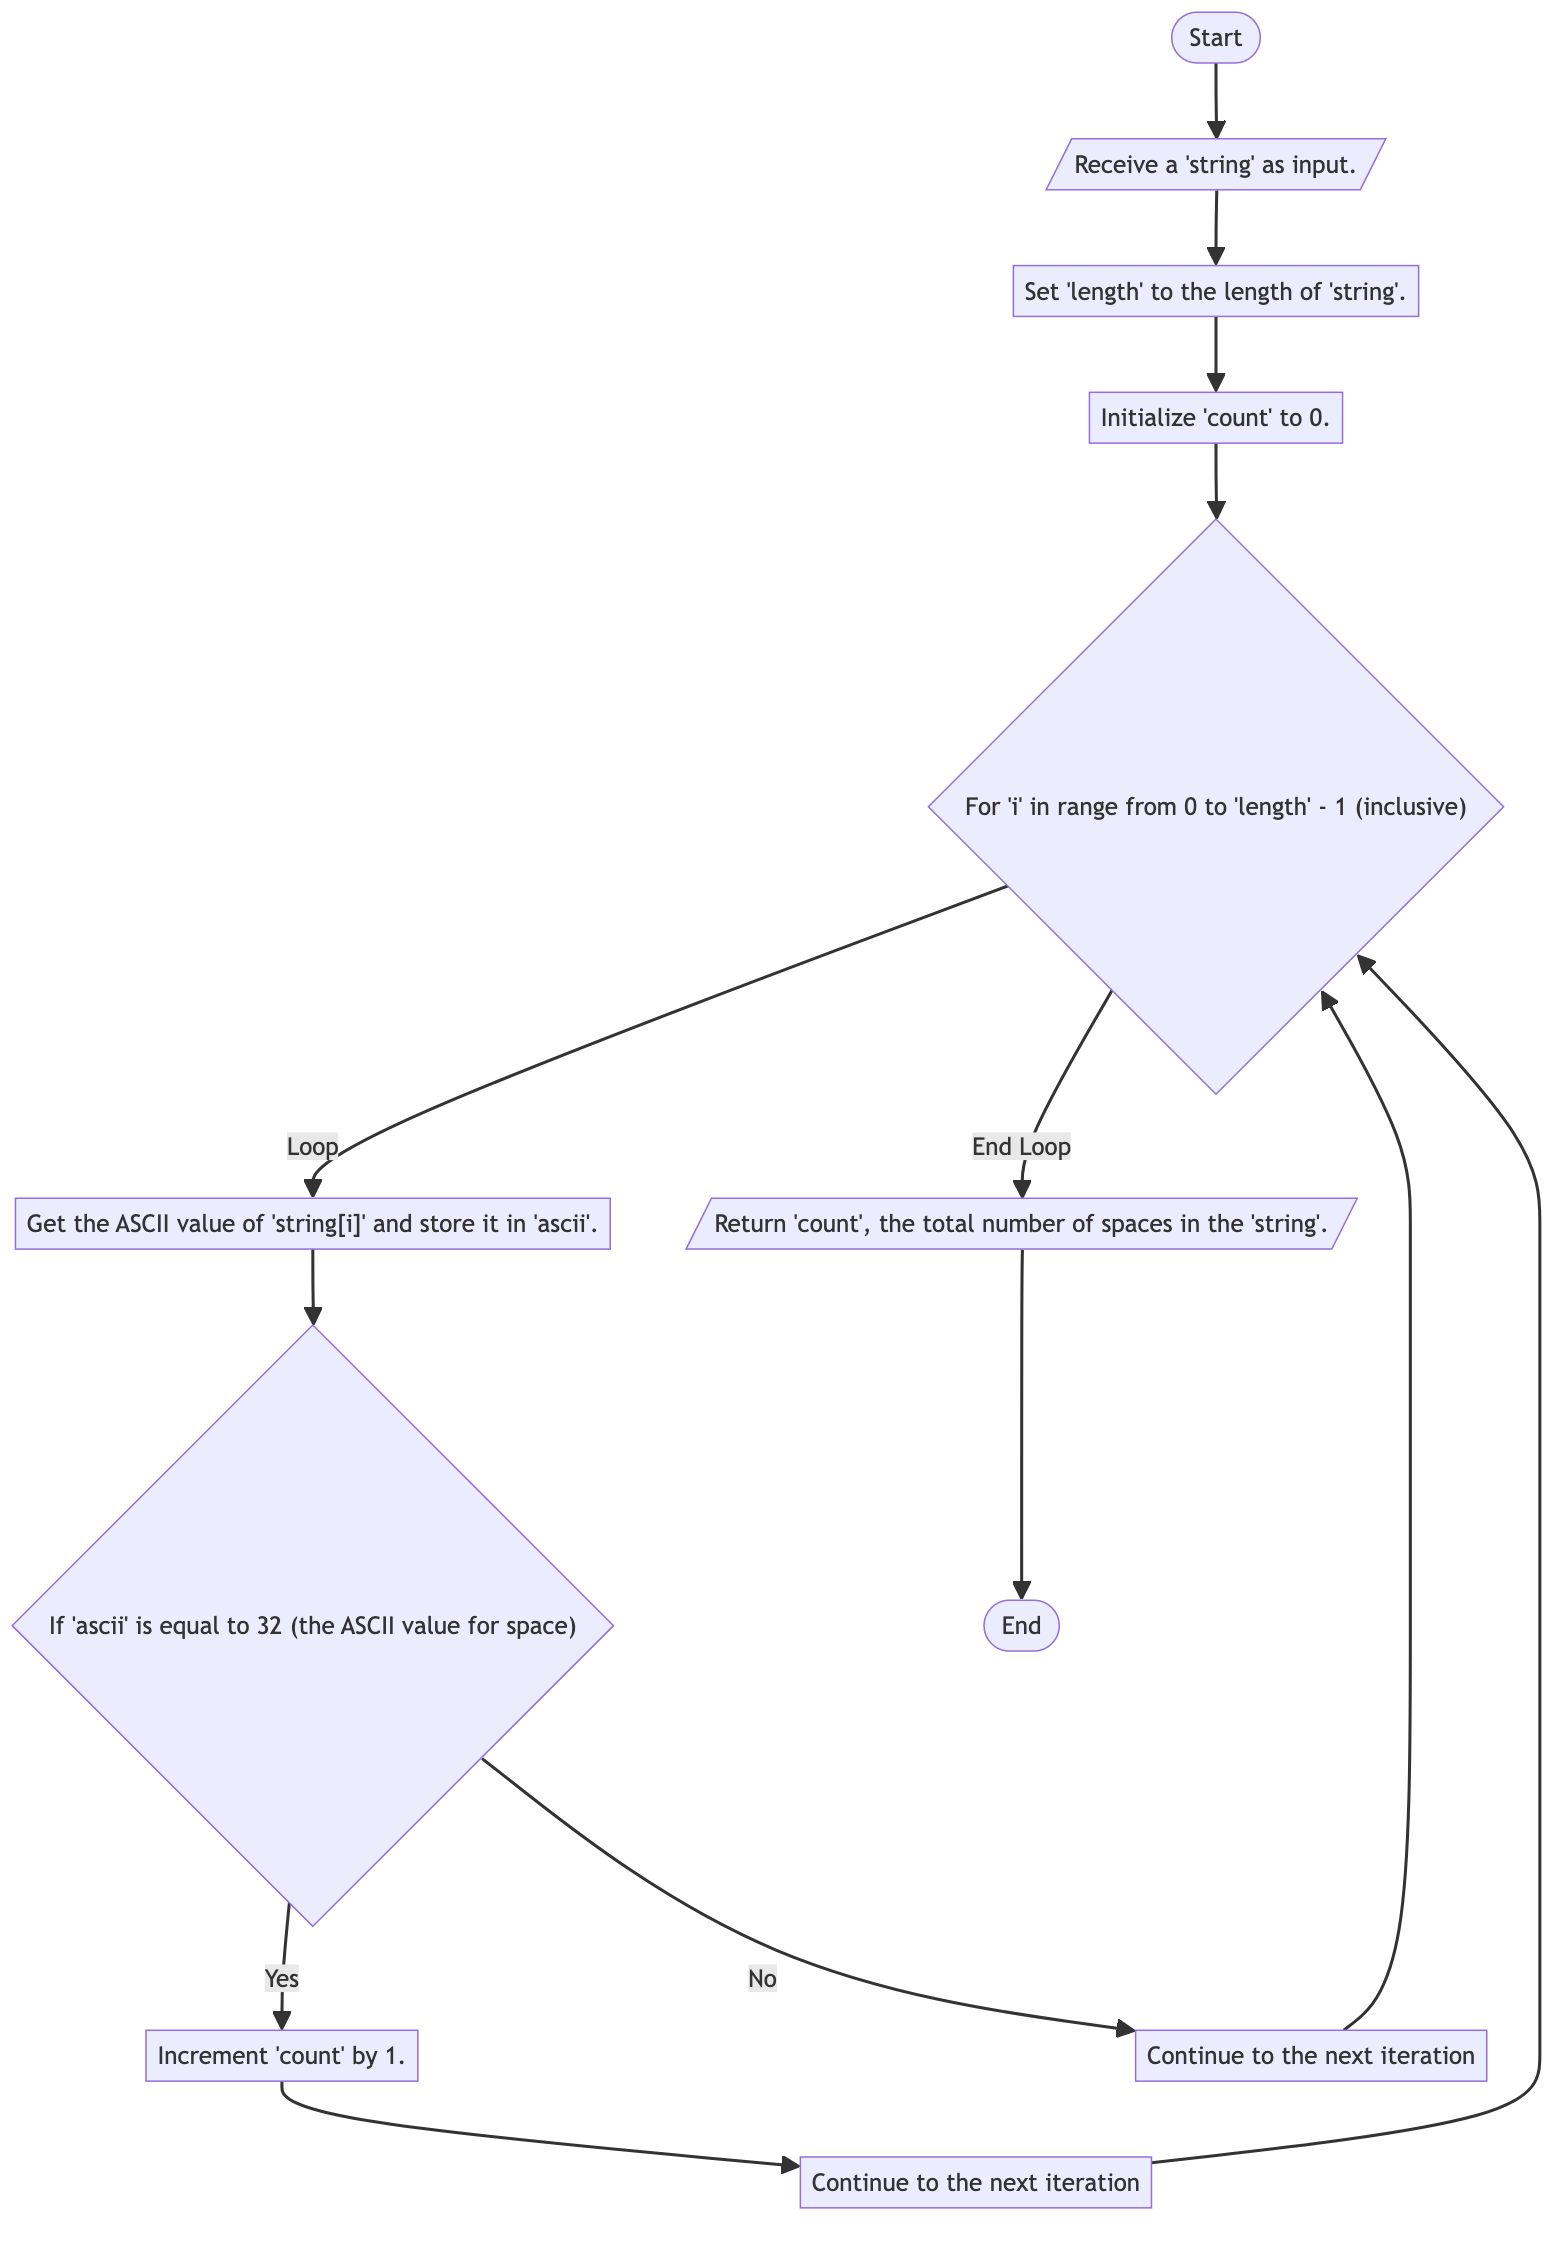 Start
Receive a 'string' as input.
Set 'length' to the length of 'string'.
Initialize 'count' to 0.
For 'i' in range from 0 to 'length' - 1 (inclusive)
Loop
End Loop
Get the ASCII value of 'string[i]' and store it in 'ascii'.
Return 'count', the total number of spaces in the 'string'.
If 'ascii' is equal to 32 (the ASCII value for space)
End
Yes
No
Increment 'count' by 1.
Continue to the next iteration
Continue to the next iteration